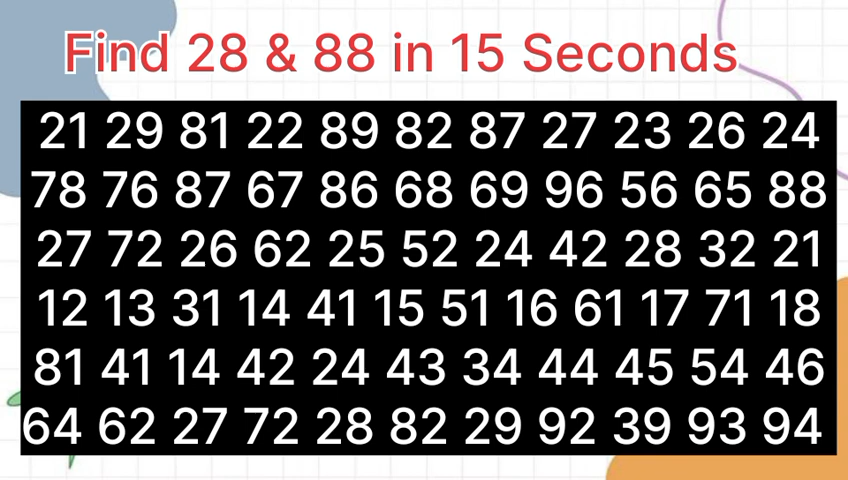 Find 28 & 88 in 15 Seconds
21 29 81 22 89 82 87 27 23 26 24
78 76 87 67 86 68 69 96 56 65 88
27 72 26 62 25 52 24 42 28 32 21
12 13 31 14 41 15 51 16 61 17 71 18
81 41 14 42 24 43 34 44 45 54 46
64 62 27 72 28 82 29 92 39 93 94